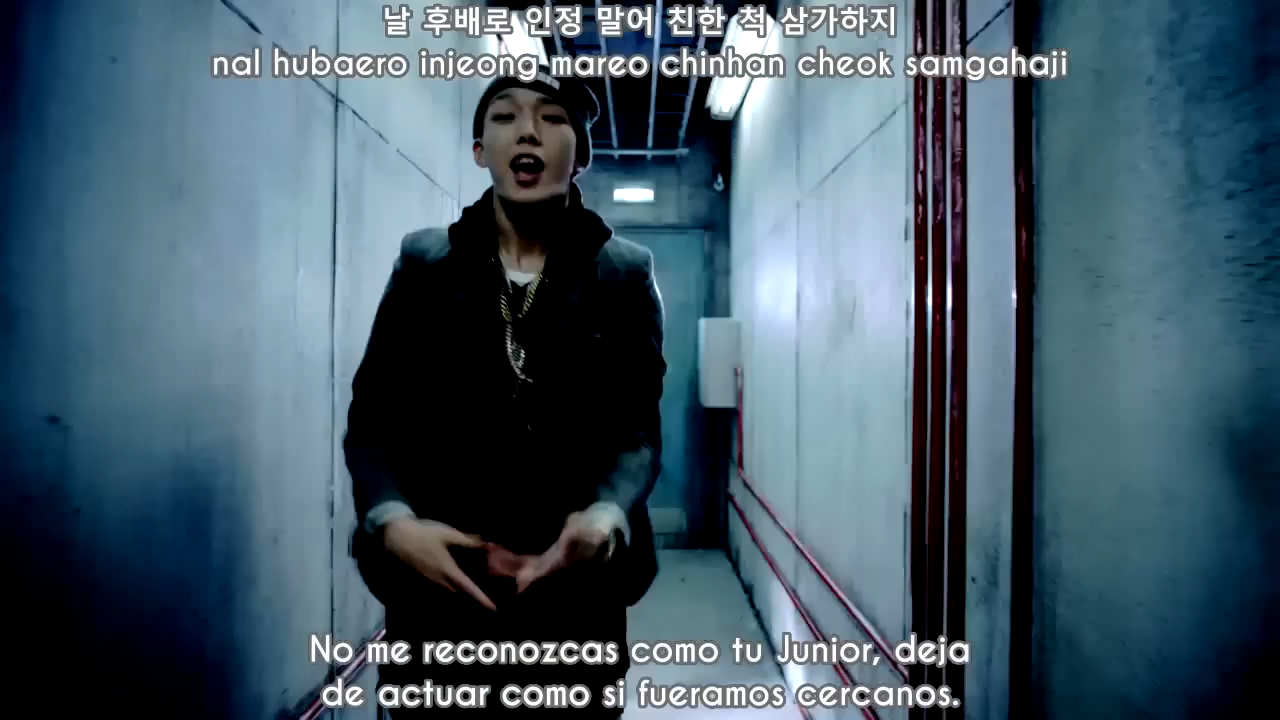 날 후배로 인정 말어 친한 척 삼가하지
nal hubaero injeong mareo chinhan cheok samgahaji
No me reconozcas como tu Junior, deja
de actuar como si fueramos cercanos.